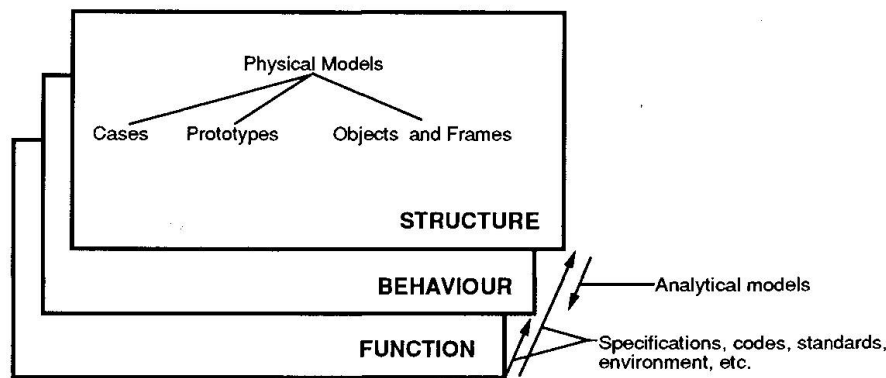 Physical Models
Cases Prototypes Objects and Frames
STRUCTURE
BEHAVIOUR
Analytical models
FUNCTION
Specifications, codes, standards,
environment, etc.